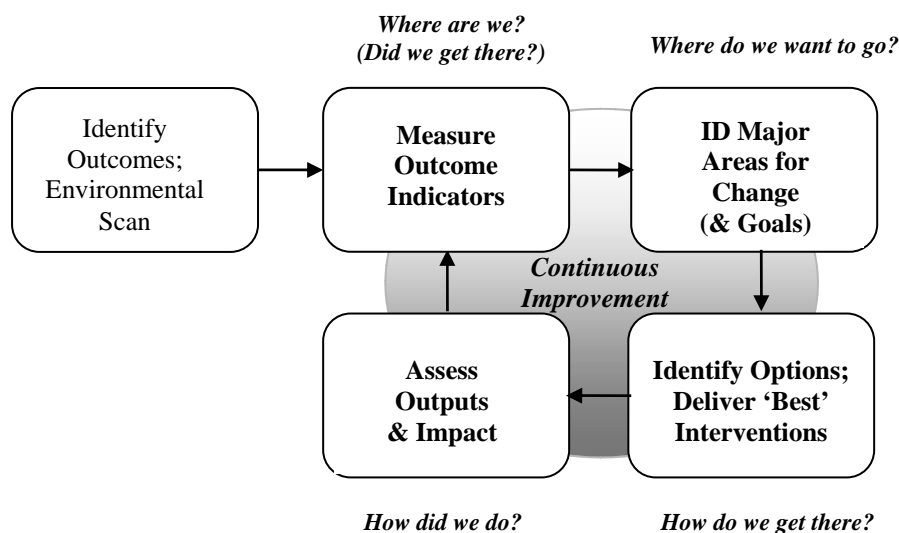 Where are we?
(Did we get there?)
Where do we want to go?
Identify
Outcomes;
Environmental
Scan
Measure
Outcome
Indicators
ID Major
Areas for
Change
(& Goals)
Continuous
Improvement
Assess
Outputs
& Impact
Identify Options;
Deliver ‘Best’
Interventions
How did we do?
How do we get there?